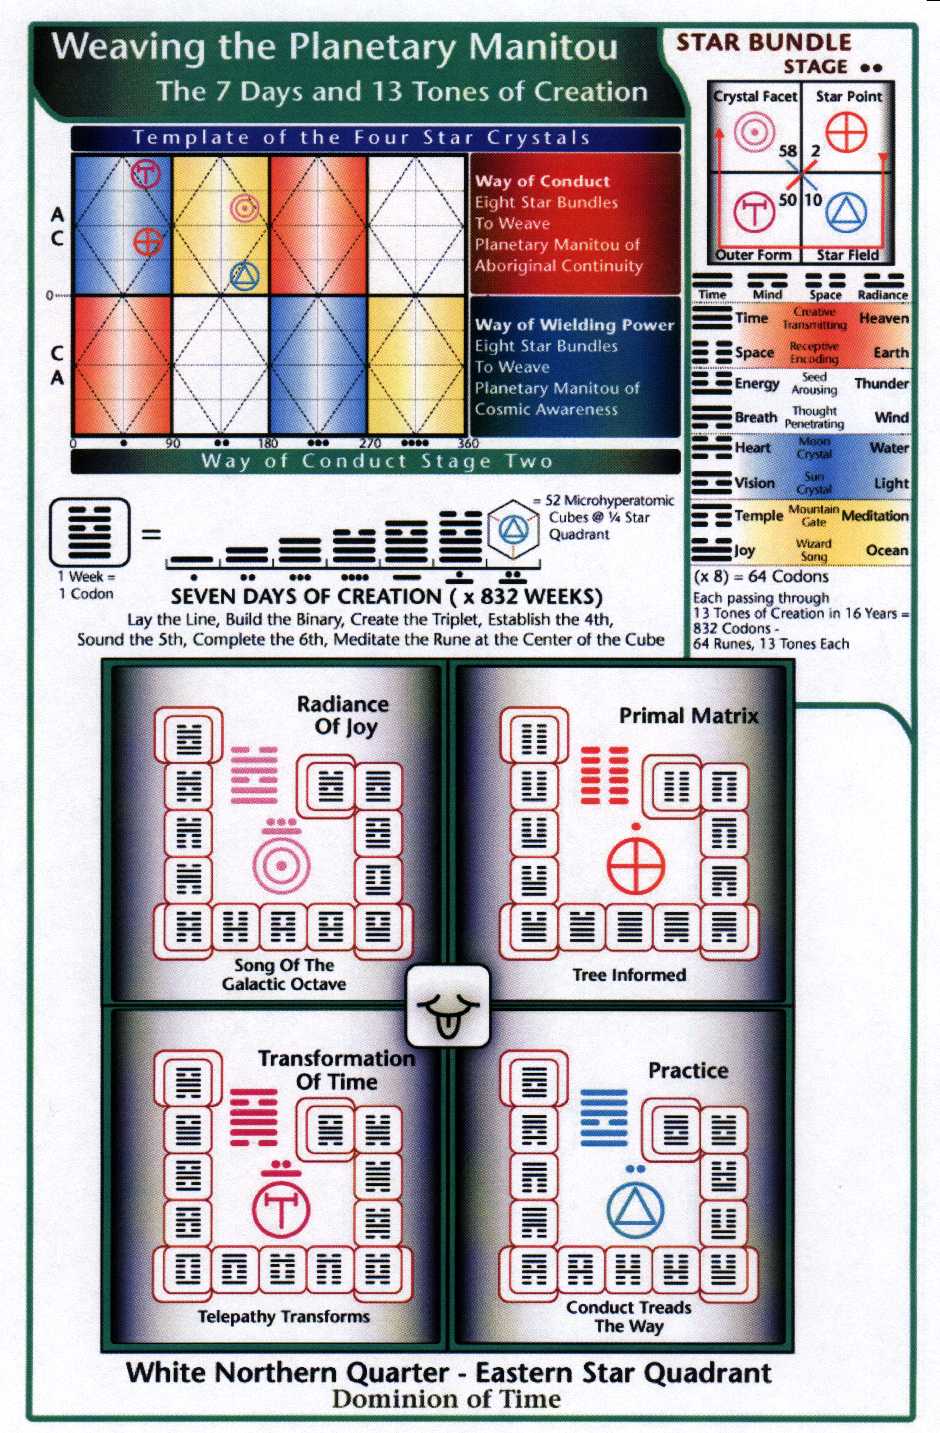 Weaving the Planetary Manitou
The 7 Days and 13 Tones of Creation
STAR BUNDLE
STAGE ••
Template of the Four Star Crystals
A
C
0
C
A
0 • 90 •• 180 ••• 270 •••• 360
Way of Conduct
Eight Star Bundles
To Weave
Planetary Manitou of
Aboriginal Continuity
Way of Wielding Power
Eight Star Bundles
To Weave
Planetary Manitou of
Cosmic Awareness
Way of Conduct Stage Two
Crystal Facet Star Point
58 2
50 10
Outer Form Star Field
Time Mind Space Radiance
Time Creative Transmitting Heaven
Space Receptive Encoding Earth
Energy Seed Arousing Thunder
Breath Thought Penetrating Wind
Heart Moon Crystal Water
Vision Sun Crystal Light
Temple Mountain Gate Meditation
Joy Wizard Song Ocean
(x 8) = 64 Codons
Each passing through
13 Tones of Creation in 16 Years =
832 Codons -
64 Runes, 13 Tones Each
1 Week =
1 Codon
=
= 52 Microhyperatomic
Cubes @ ¼ Star
Quadrant
SEVEN DAYS OF CREATION ( x 832 WEEKS)
Lay the Line, Build the Binary, Create the Triplet, Establish the 4th,
Sound the 5th, Complete the 6th, Meditate the Rune at the Center of the Cube
Radiance
Of Joy
Song Of The
Galactic Octave
Primal Matrix
Tree Informed
Transformation
Of Time
Telepathy Transforms
Practice
Conduct Treads
The Way
White Northern Quarter - Eastern Star Quadrant
Dominion of Time